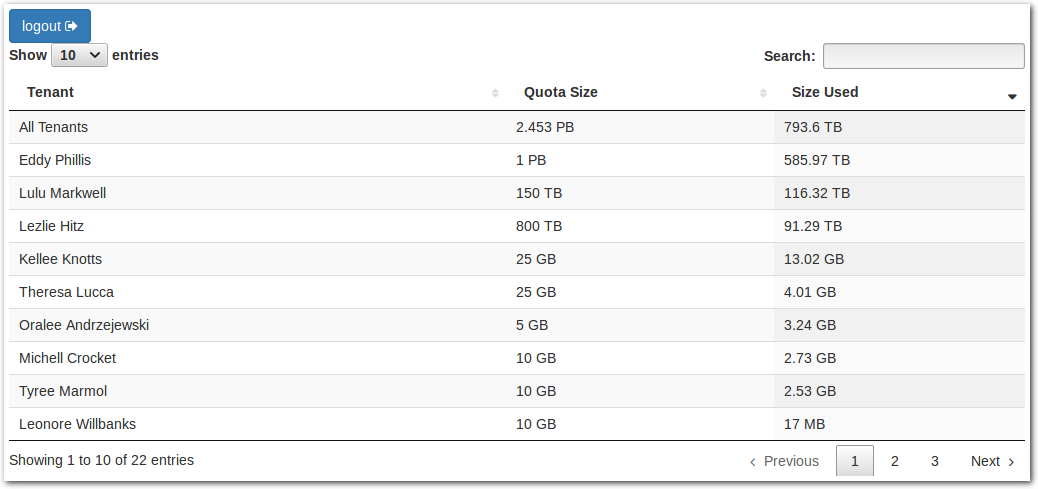 logout
Show 10 entries Search:
Tenant Quota Size Size Used
All Tenants 2.453 PB 793.6 TB
Eddy Phillis 1 PB 585.97 TB
Lulu Markwell 150 TB 116.32 TB
Lezlie Hitz 800 TB 91.29 TB
Kellee Knotts 25 GB 13.02 GB
Theresa Lucca 25 GB 4.01 GB
Oralee Andrzejewski 5 GB 3.24 GB
Michell Crocket 10 GB 2.73 GB
Tyree Marmol 10 GB 2.53 GB
Leonore Willbanks 10 GB 17 MB
Showing 1 to 10 of 22 entries ‹ Previous 1 2 3 Next ›